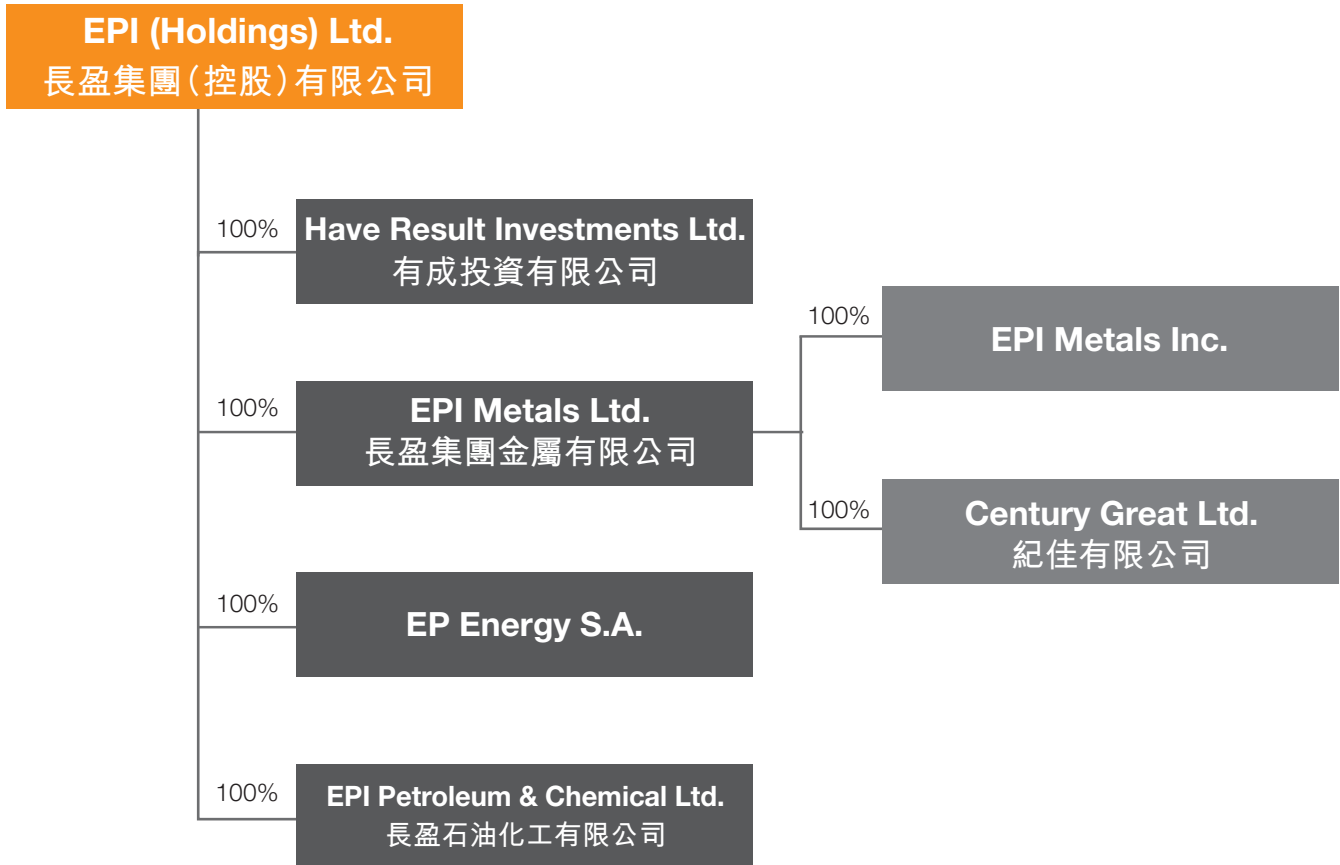 EPI (Holdings) Ltd.
長盈集團（控股）有限公司
100%
Have Result Investments Ltd.
有成投資有限公司
100%
EPI Metals Ltd.
長盈集團金屬有限公司
100%
EPI Metals Inc.
100%
Century Great Ltd.
紀佳有限公司
100%
EP Energy S.A.
100%
EPI Petroleum & Chemical Ltd.
長盈石油化工有限公司